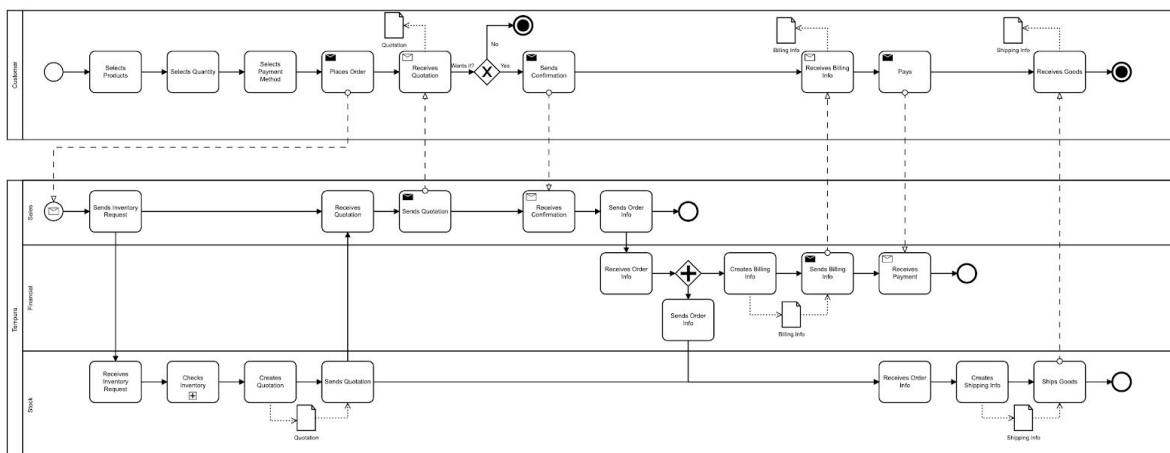 Customer
Selects
Products
Selects Quantity
Selects
Payment
Method
Places Order
Quotation
Receives
Quotation
Wants it?
No
Yes
Sends
Confirmation
Billing Info
Receives Billing
Info
Pays
Shipping Info
Receives Goods
Tempura
Sales
Sends Inventory
Request
Receives
Quotation
Sends Quotation
Receives
Confirmation
Sends Order
Info
Financial
Receives Order
Info
Creates Billing
Info
Sends Billing
Info
Receives
Payment
Sends Order
Info
Billing Info
Stock
Receives
Inventory
Request
Checks
Inventory
Creates
Quotation
Sends Quotation
Quotation
Receives Order
Info
Creates
Shipping Info
Ships Goods
Shipping Info